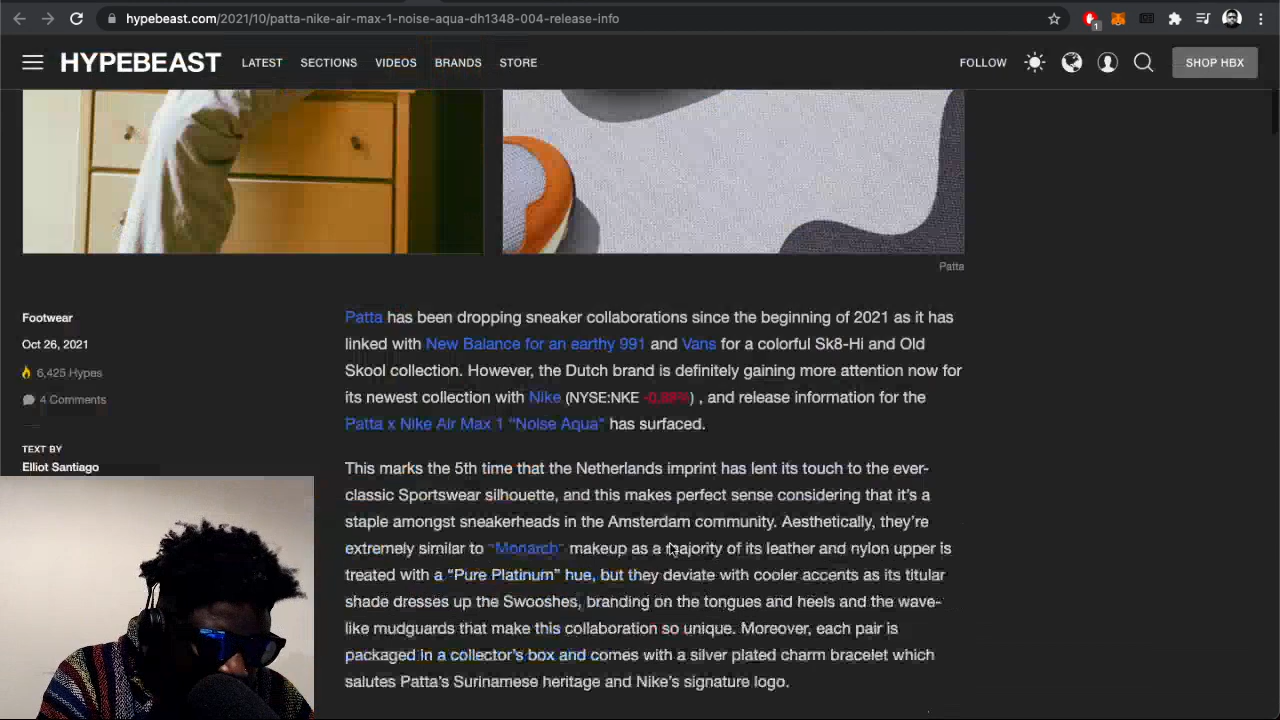 hypebeast.com/2021/10/patta-nike-air-max-1-noise-aqua-dh1348-004-release-info
1
HYPEBEAST LATEST SECTIONS VIDEOS BRANDS STORE FOLLOW SHOP HBX
Patta
Footwear
Oct 26, 2021
6,425 Hypes
4 Comments
TEXT BY
Elliot Santiago
Patta has been dropping sneaker collaborations since the beginning of 2021 as it has
linked with New Balance for an earthy 991 and Vans for a colorful Sk8-Hi and Old
Skool collection. However, the Dutch brand is definitely gaining more attention now for
its newest collection with Nike (NYSE:NKE ) , and release information for the
Patta x Nike Air Max 1 "Noise Aqua" has surfaced.
This marks the 5th time that the Netherlands imprint has lent its touch to the ever-
classic Sportswear silhouette, and this makes perfect sense considering that it’s a
staple amongst sneakerheads in the Amsterdam community. Aesthetically, they’re
extremely similar to "Monarch" makeup as a majority of its leather and nylon upper is
treated with a “Pure Platinum” hue, but they deviate with cooler accents as its titular
shade dresses up the Swooshes, branding on the tongues and heels and the wave-
like mudguards that make this collaboration so unique. Moreover, each pair is
packaged in a collector’s box and comes with a silver plated charm bracelet which
salutes Patta’s Surinamese heritage and Nike’s signature logo.